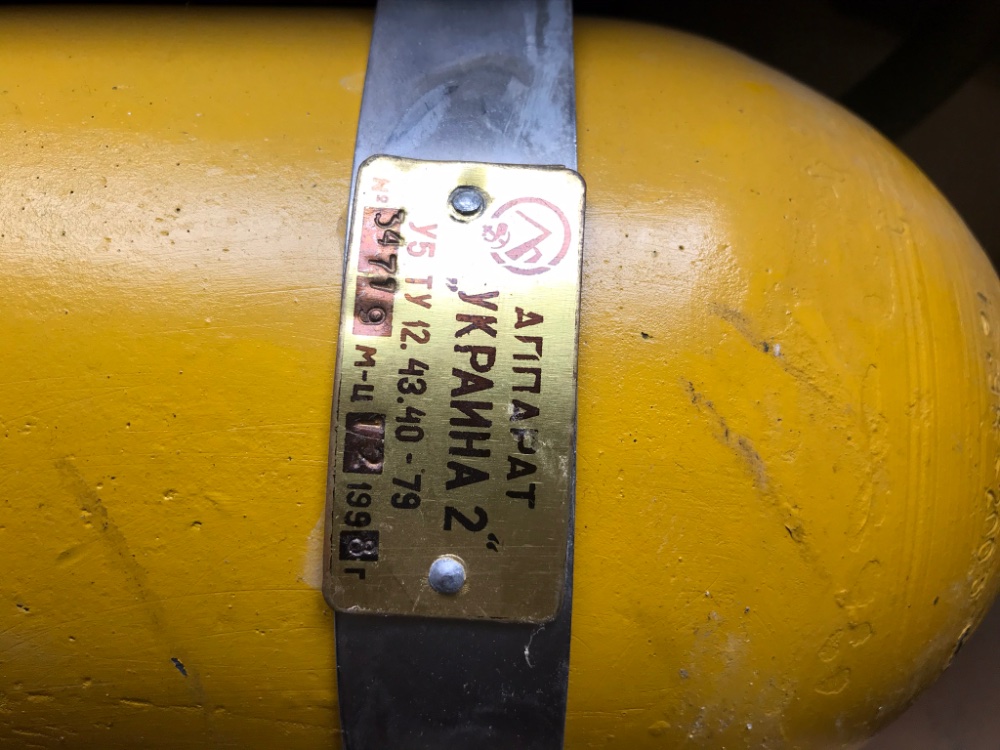 АППАРАТ
„УКРАИНА 2“
У5 ТУ 12.43.40-79
№ 34719 М-Ц 12 1998 г